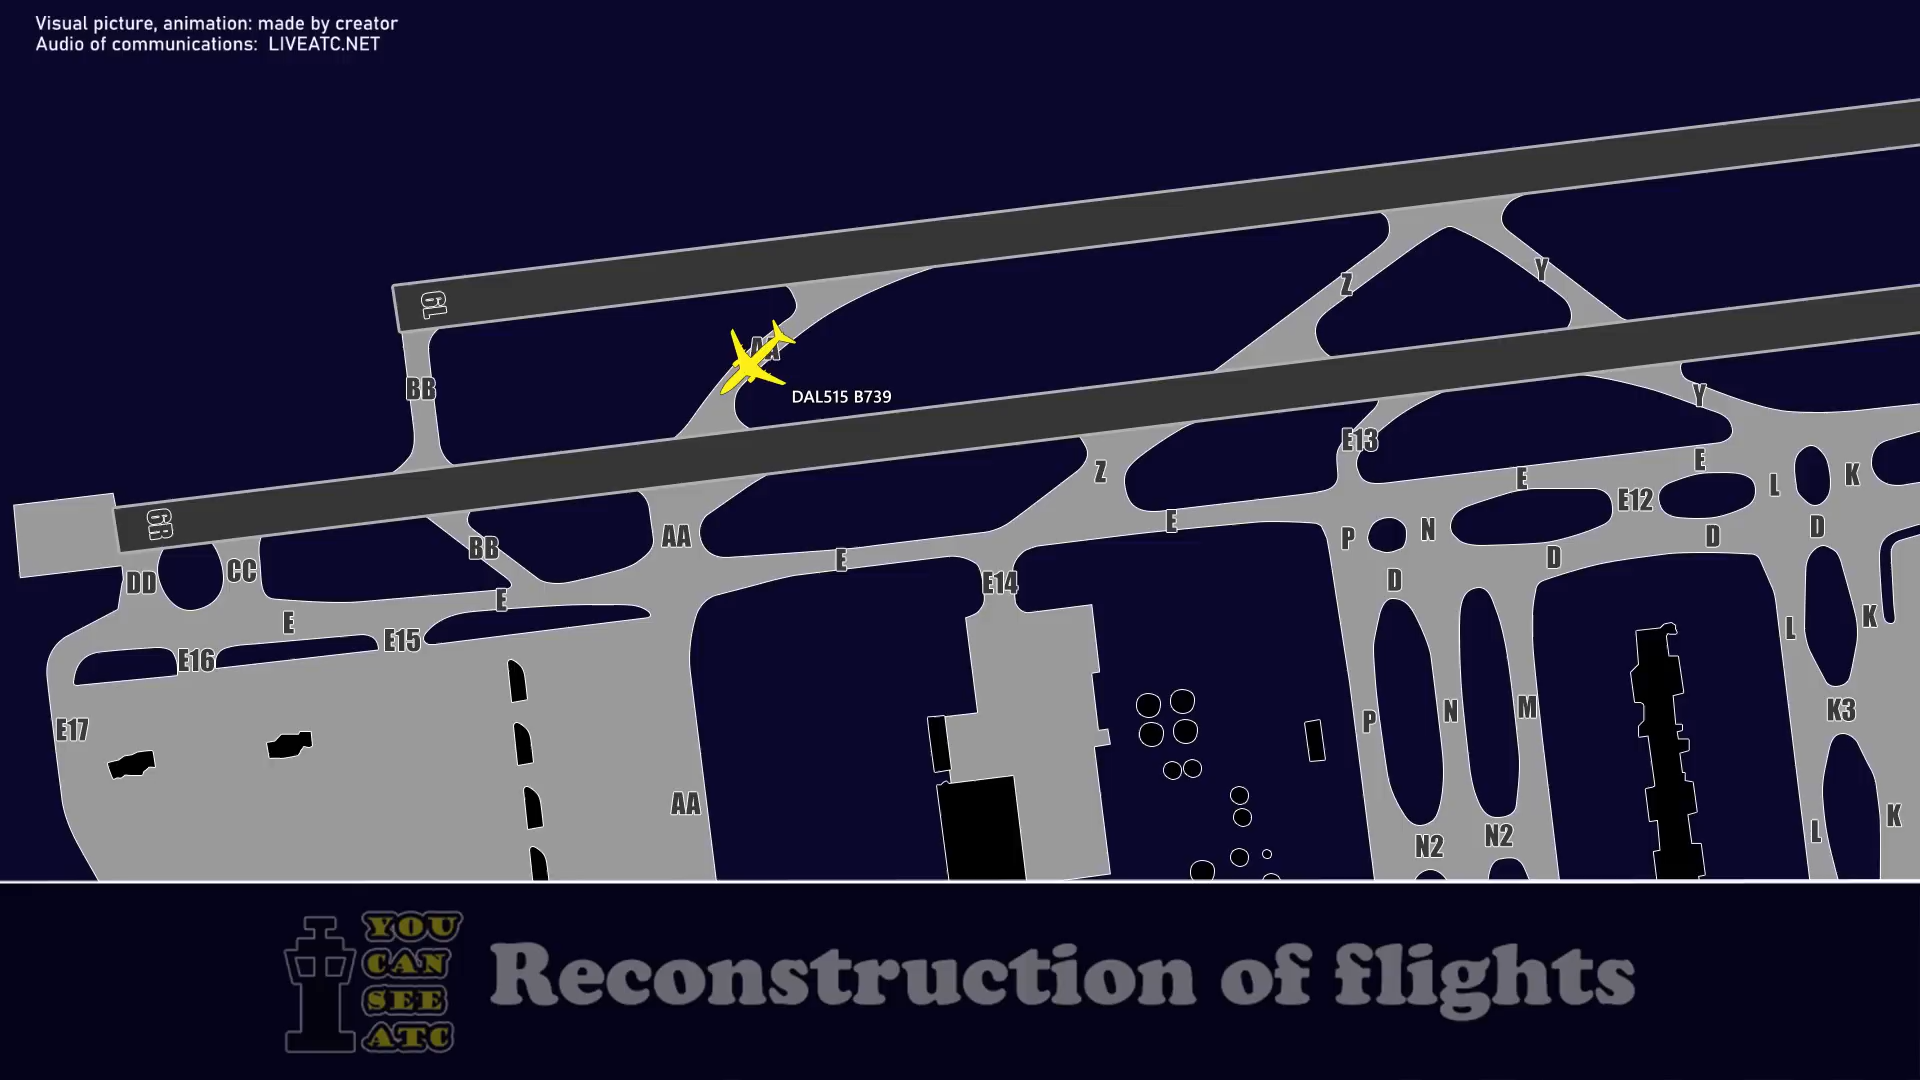 Visual picture, animation: made by creator
Audio of communications: LIVEATC.NET
6L
Z
Y
AA
BB
DAL515 B739
Y
E13
Z
E
E
L
K
6R
E12
E
P
N
D
D
AA
BB
E
D
DD
CC
E14
D
E
E
L
K
E15
E16
E17
P
N
M
K3
AA
L
K
N2
N2
YOU
CAN
SEE
ATC
Reconstruction of flights